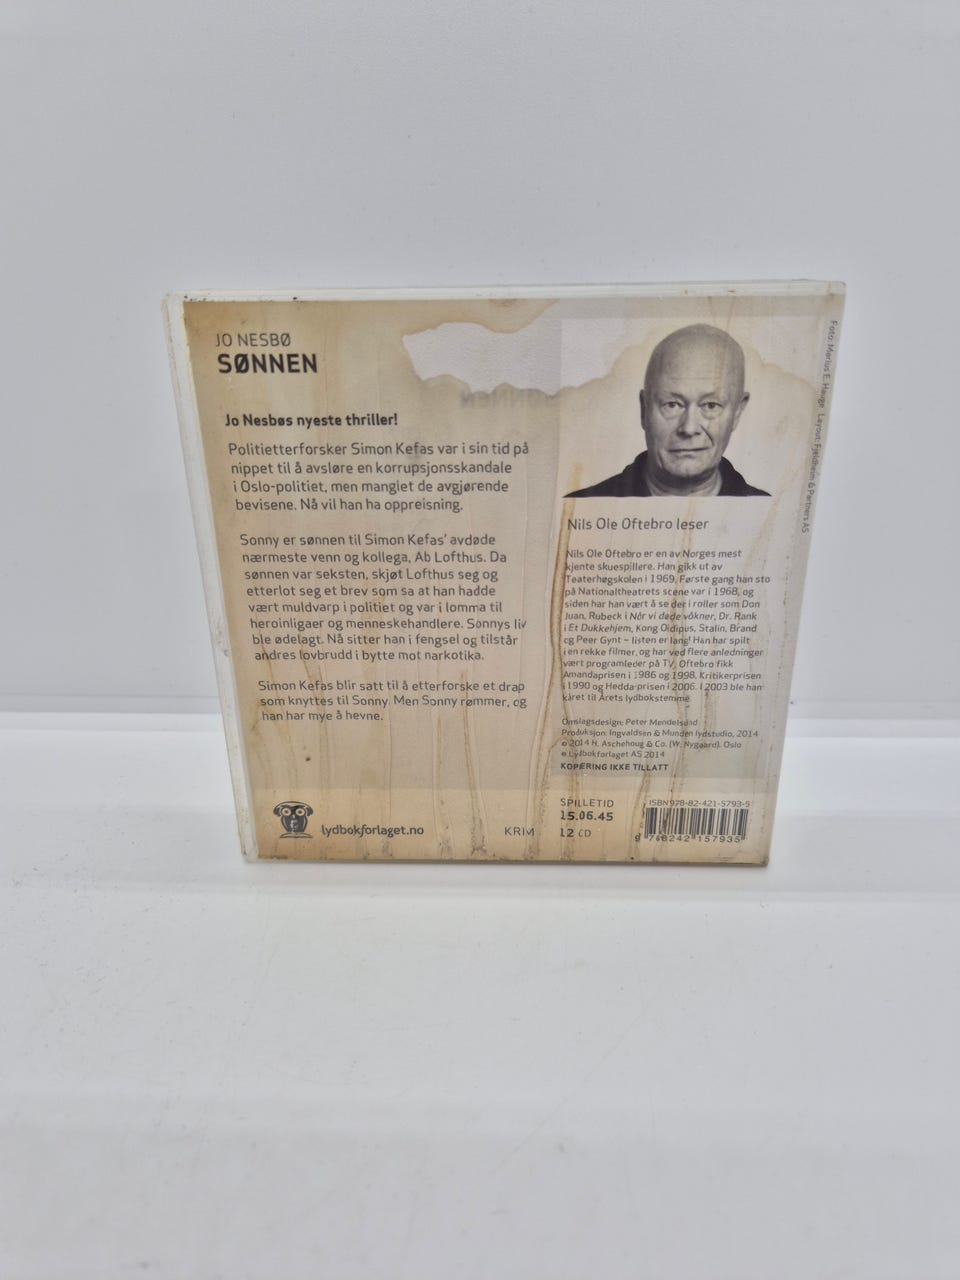 JO NESBØ
SØNNEN
Jo Nesbøs nyeste thriller!
Politietterforsker Simon Kefas var i sin tid på
nippet til å avsløre en korrupsjonsskandale
i Oslo-politiet, men manglet de avgjørende
bevisene. Nå vil han ha oppreisning.
Sonny er sønnen til Simon Kefas' avdøde
nærmeste venn og kollega, Ab Lofthus. Da
sønnen var seksten, skjøt Lofthus seg og
etterlot seg et brev som sa at han hadde
vært muldvarp i politiet og var i lomma til
heroinligaer og menneskehandlere. Sonnys liv
ble ødelagt. Nå sitter han i fengsel og tilstår
andres lovbrudd i bytte mot narkotika.
Simon Kefas blir satt til å etterforske et drap
som knyttes til Sonny. Men Sonny rømmer, og
han har mye å hevne.
lydbokforlaget.no
KRIM
Foto: Marius E. Hauge Layout: Fjeldheim & Partners AS
Nils Ole Oftebro leser
Nils Ole Oftebro er en av Norges mest
kjente skuespillere. Han gikk ut av
Teaterhøgskolen i 1969. Første gang han sto
på Nationaltheatrets scene var i 1968, og
siden har han vært å se der i roller som Don
Juan, Rubeck i Når vi døde våkner, Dr. Rank
i Et Dukkehjem, Kong Oidipus, Stalin, Brand
og Peer Gynt – listen er lang! Han har spilt
i en rekke filmer, og har ved flere anledninger
vært programleder på TV. Oftebro fikk
Amandaprisen i 1986 og 1998, Kritikerprisen
i 1990 og Hedda-prisen i 2006. I 2003 ble han
kåret til Årets lydbokstemme.
Omslagsdesign: Peter Mendelsund
Produksjon: Ingvaldsen & Munden lydstudio, 2014
© 2014 H. Aschehoug & Co. (W. Nygaard), Oslo
℗ Lydbokforlaget AS 2014
KOPIERING IKKE TILLATT
SPILLETID
15.06.45
12 CD
ISBN 978-82-421-5793-5
9 788242 157935